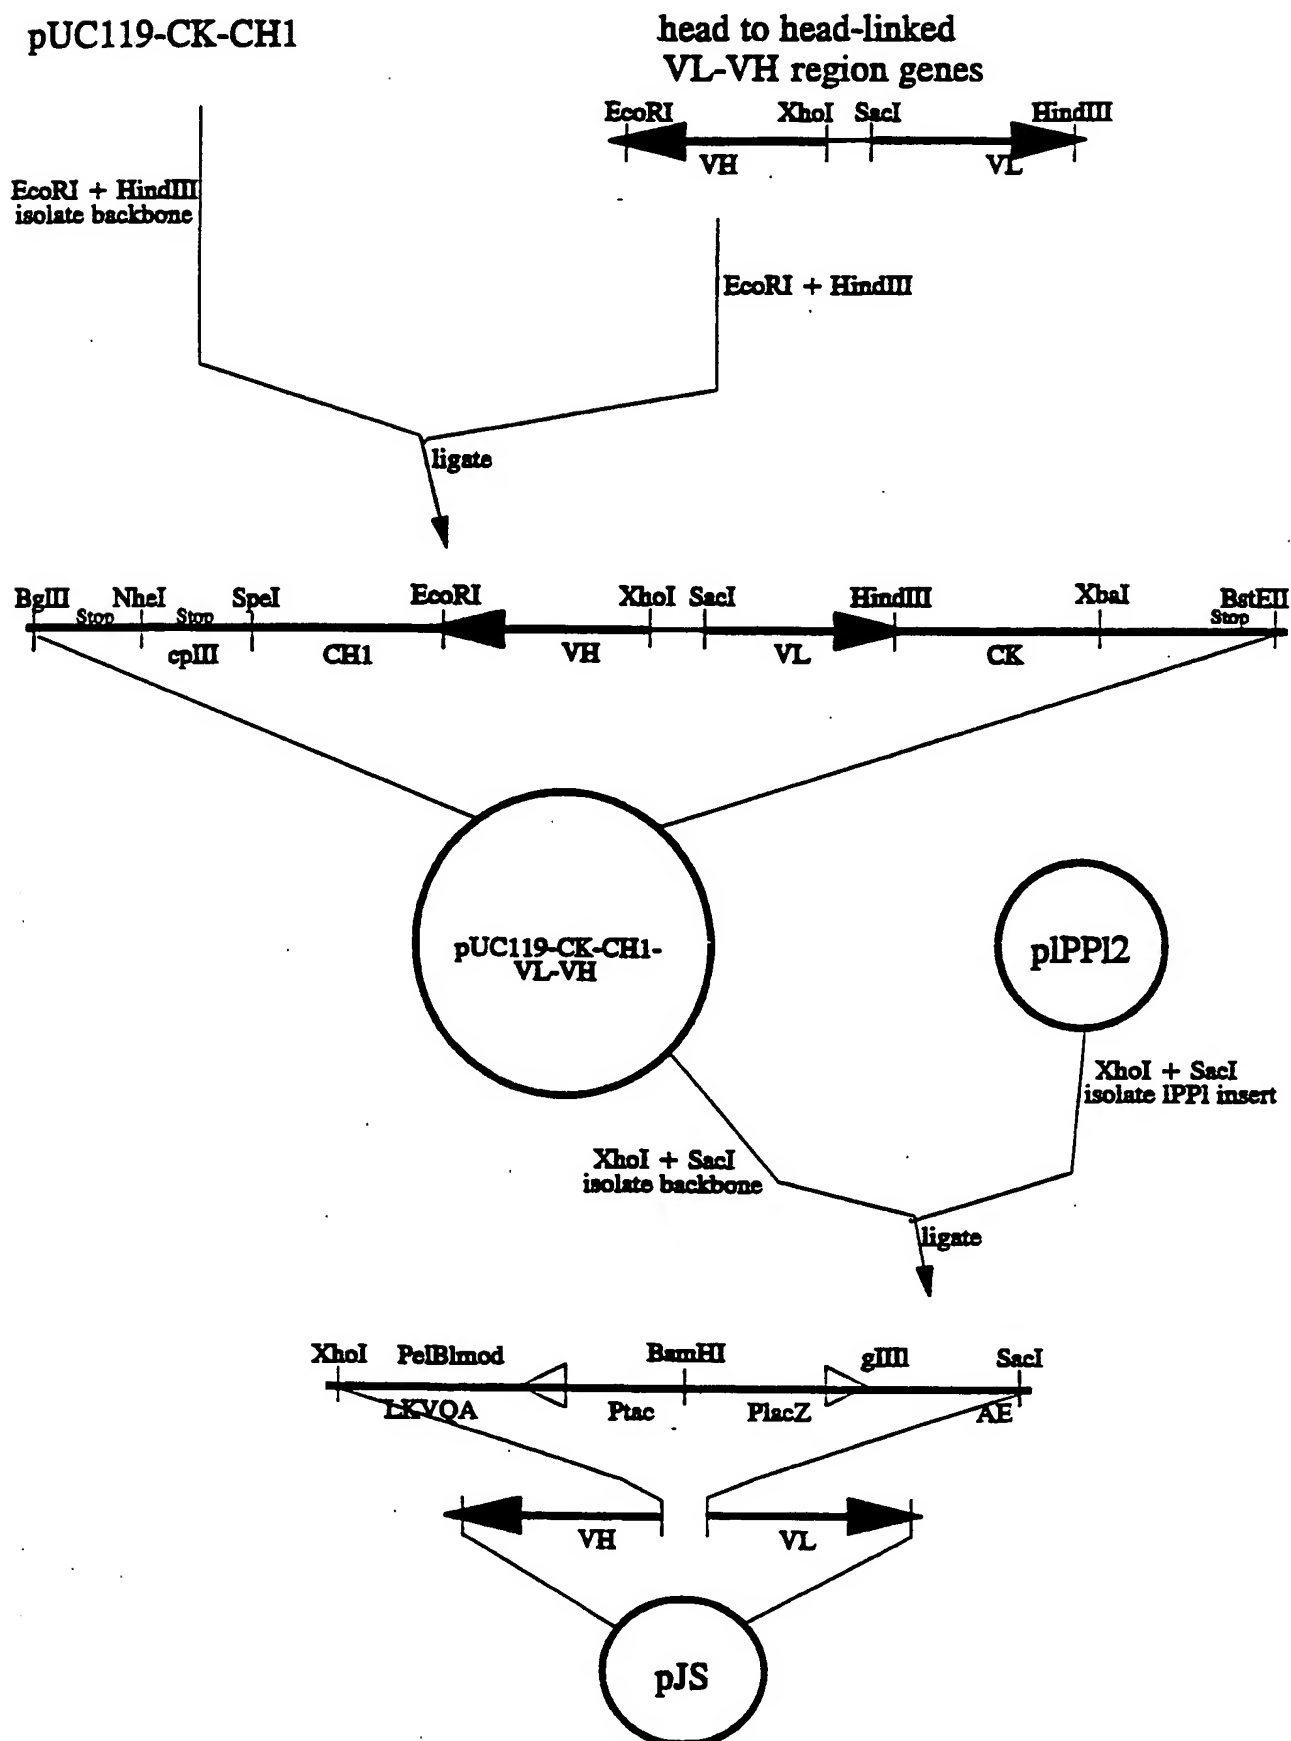 pUC119-CK-CH1
head to head-linked
VL-VH region genes
EcoRI XhoI SacI HindIII
VH VL
EcoRI + HindIII
isolate backbone
EcoRI + HindIII
ligate
BglII Stop NheI Stop SpeI EcoRI XhoI SacI HindIII XbaI Stop BstEII
cpIII CH1 VH VL CK
pUC119-CK-CH1-
VL-VH
pIPPI2
XhoI + SacI
isolate IPPI insert
XhoI + SacI
isolate backbone
ligate
XhoI PelBlmod BamHI gIIIl SacI
LKVQA Ptac PlacZ AE
VH VL
pJS